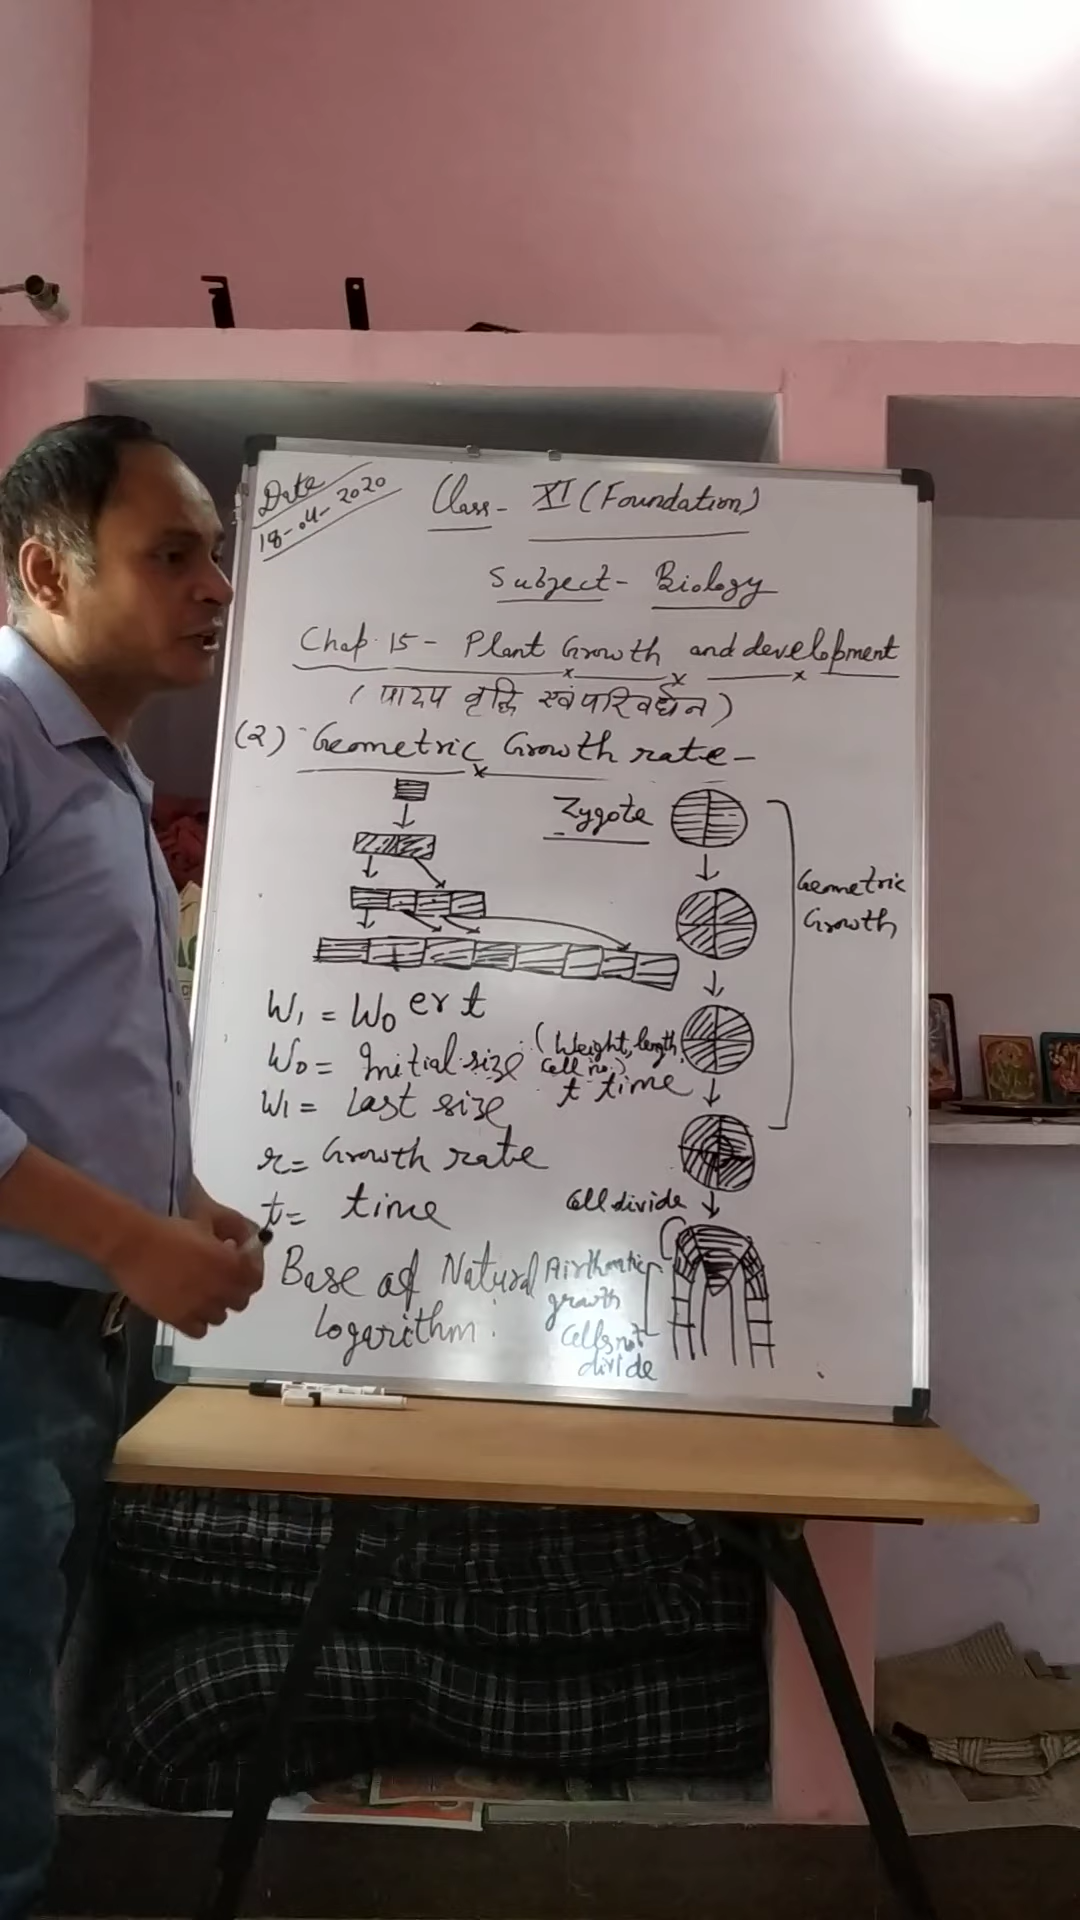 Date
18-04-2020
Class- XI (Foundation)
Subject- Biology
Chap. 15 - Plant Growth and development
(पादप वृद्धि एवं परिवर्धन)
(2) Geometric Growth rate-
Zygote
Geometric
Growth
W1 = W0 ert
W0 = Initial size (Weight, length,
Cell no.)
t time
W1 = Last size
r = Growth rate
Cell divide
t = time
Base of Natural
Logarithm.
Airthmetic
growth
Cells not
divide